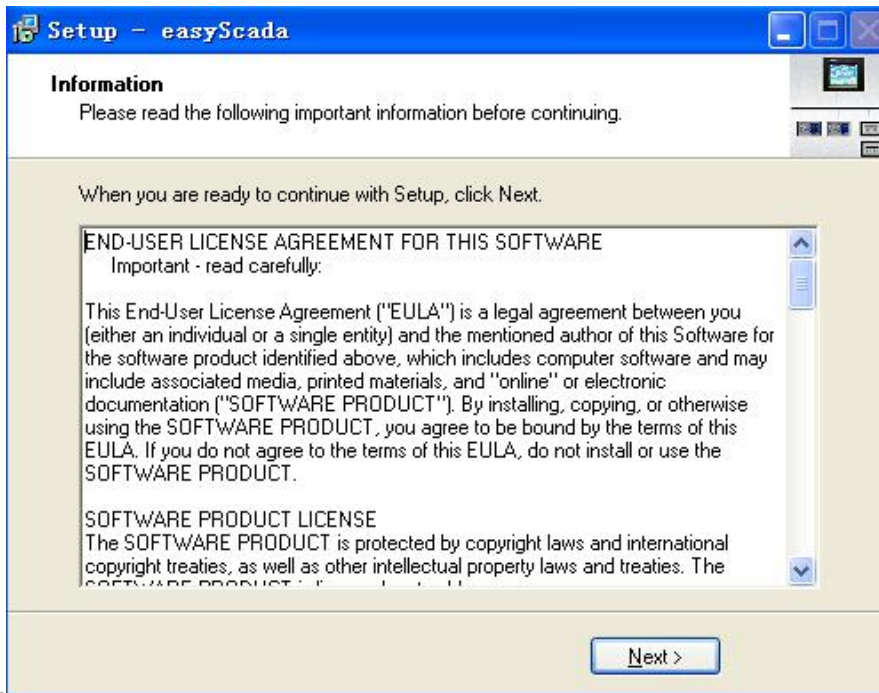 Setup - easyScada
Information
Please read the following important information before continuing.
When you are ready to continue with Setup, click Next.
END-USER LICENSE AGREEMENT FOR THIS SOFTWARE
Important - read carefully:
This End-User License Agreement ("EULA") is a legal agreement between you
(either an individual or a single entity) and the mentioned author of this Software for
the software product identified above, which includes computer software and may
include associated media, printed materials, and "online" or electronic
documentation ("SOFTWARE PRODUCT"). By installing, copying, or otherwise
using the SOFTWARE PRODUCT, you agree to be bound by the terms of this
EULA. If you do not agree to the terms of this EULA, do not install or use the
SOFTWARE PRODUCT.
SOFTWARE PRODUCT LICENSE
The SOFTWARE PRODUCT is protected by copyright laws and international
copyright treaties, as well as other intellectual property laws and treaties. The
Next >